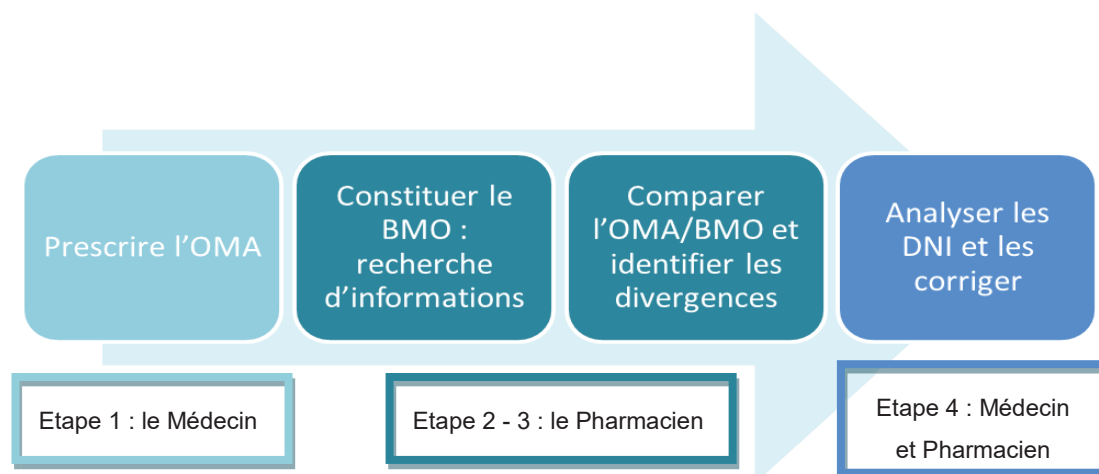 Prescrire l'OMA
Constituer le
BMO :
recherche
d'informations
Comparer
l'OMA/BMO et
identifier les
divergences
Analyser les
DNI et les
corriger
Etape 1 : le Médecin
Etape 2 - 3 : le Pharmacien
Etape 4 : Médecin
et Pharmacien